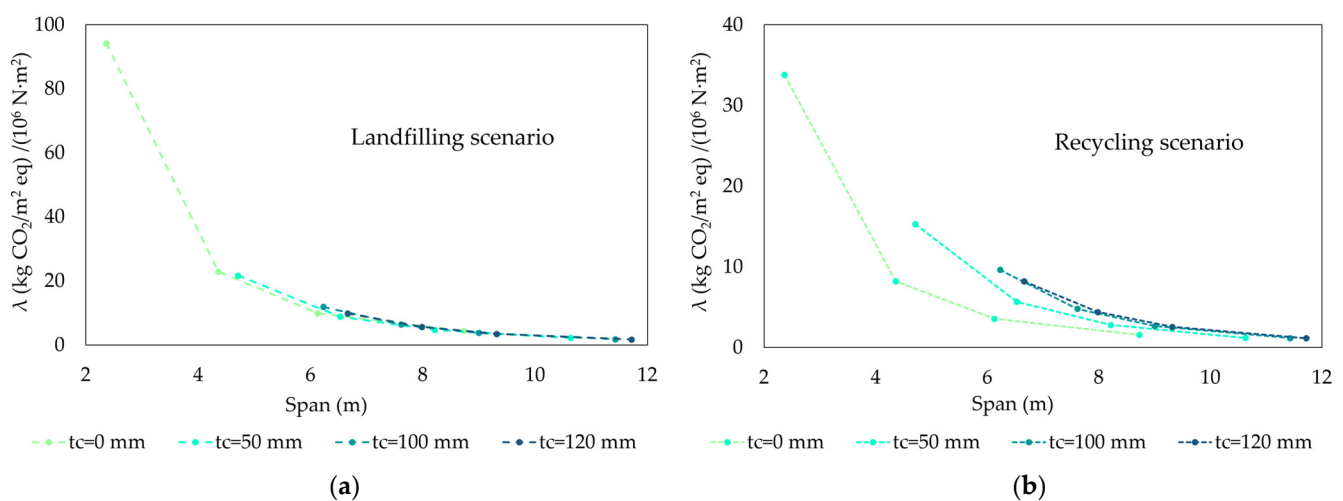 100
80
60
40
20
0
λ (kg CO₂/m² eq) /(10⁶ N·m²)
Landfilling scenario
2 4 6 8 10 12
Span (m)
tc=0 mm tc=50 mm tc=100 mm tc=120 mm
(a)
40
30
20
10
0
λ (kg CO₂/m² eq) /(10⁶ N·m²)
Recycling scenario
2 4 6 8 10 12
Span (m)
tc=0 mm tc=50 mm tc=100 mm tc=120 mm
(b)